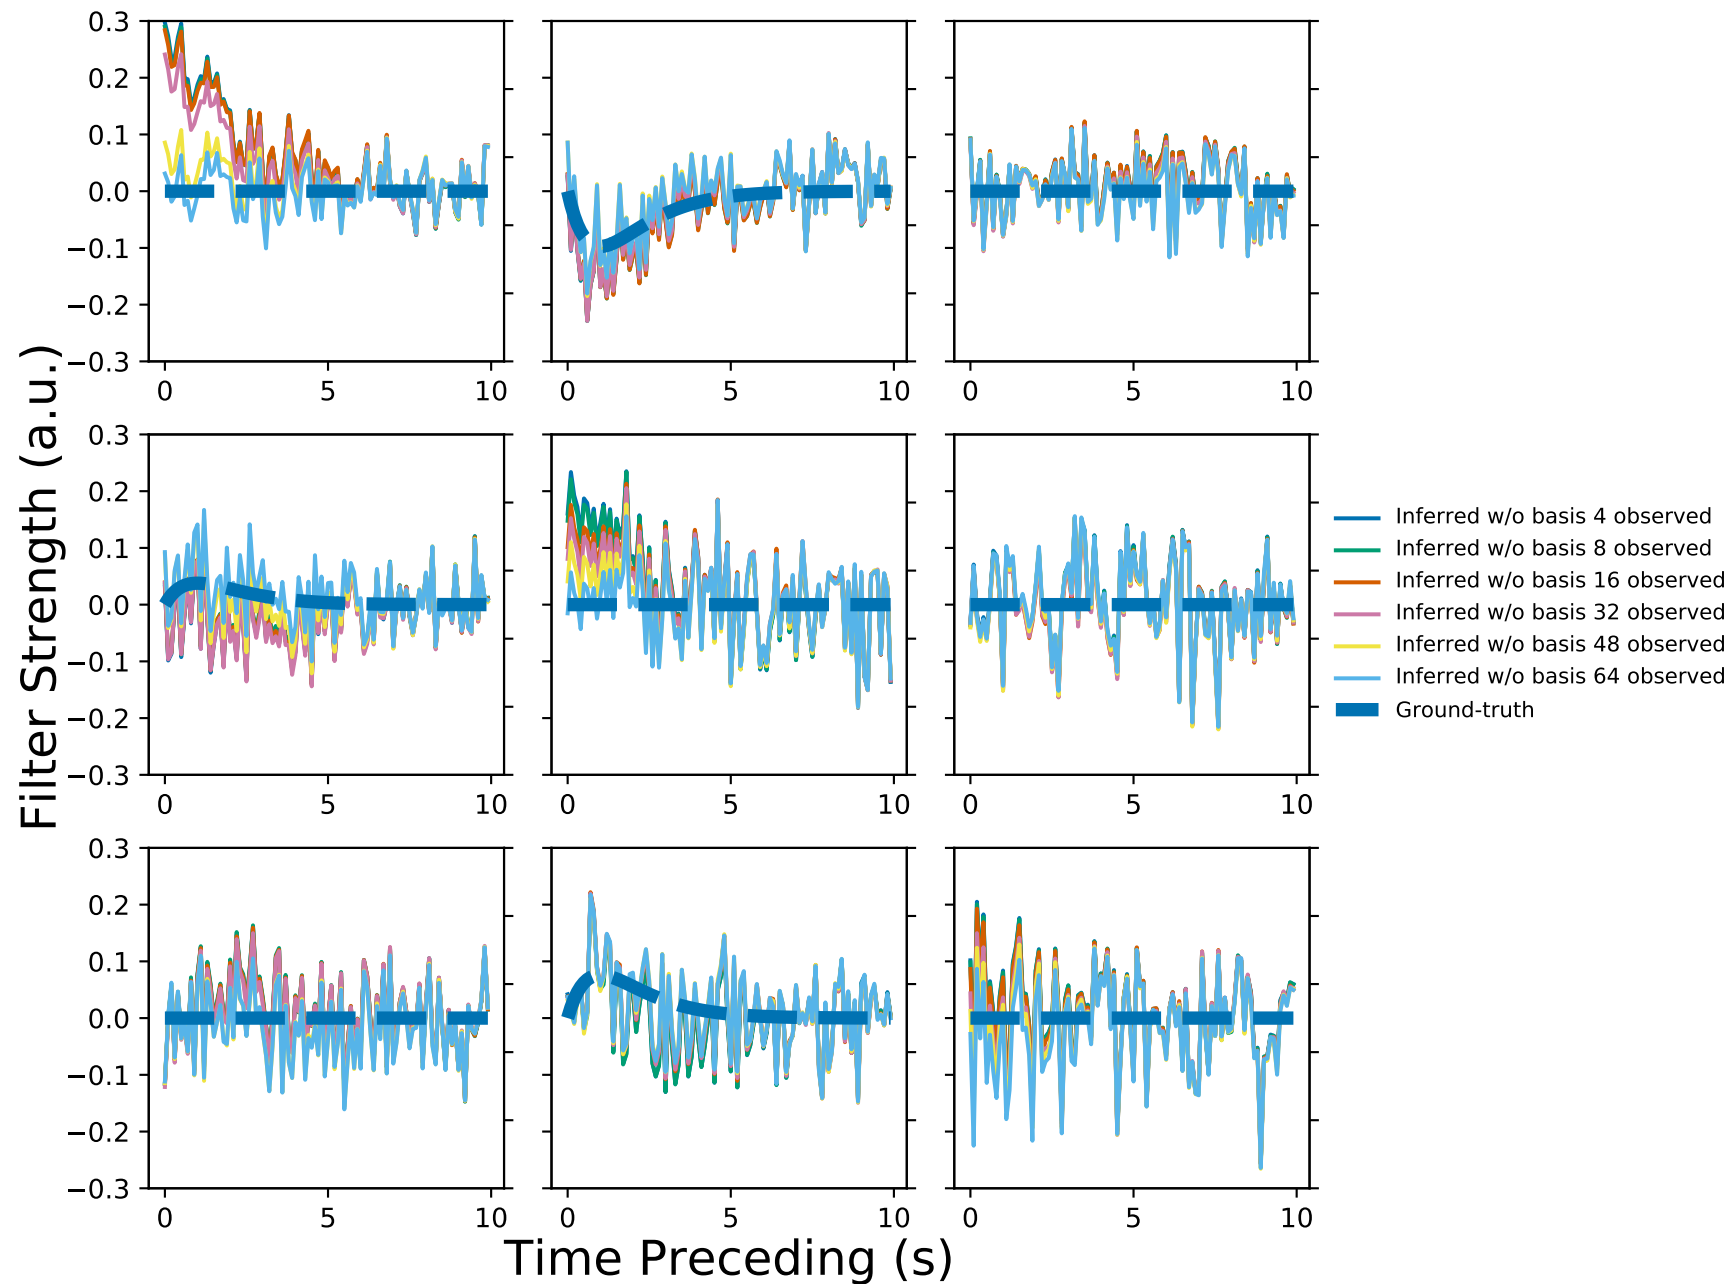 0.3
0.2
0.1
0.0
−0.1
−0.2
−0.3
0 5 10
0 5 10
0 5 10
0.3
0.2
0.1
0.0
−0.1
−0.2
−0.3
0 5 10
0 5 10
0 5 10
0.3
0.2
0.1
0.0
−0.1
−0.2
−0.3
0 5 10
0 5 10
0 5 10
Filter Strength (a.u.)
Time Preceding (s)
Inferred w/o basis 4 observed
Inferred w/o basis 8 observed
Inferred w/o basis 16 observed
Inferred w/o basis 32 observed
Inferred w/o basis 48 observed
Inferred w/o basis 64 observed
Ground-truth